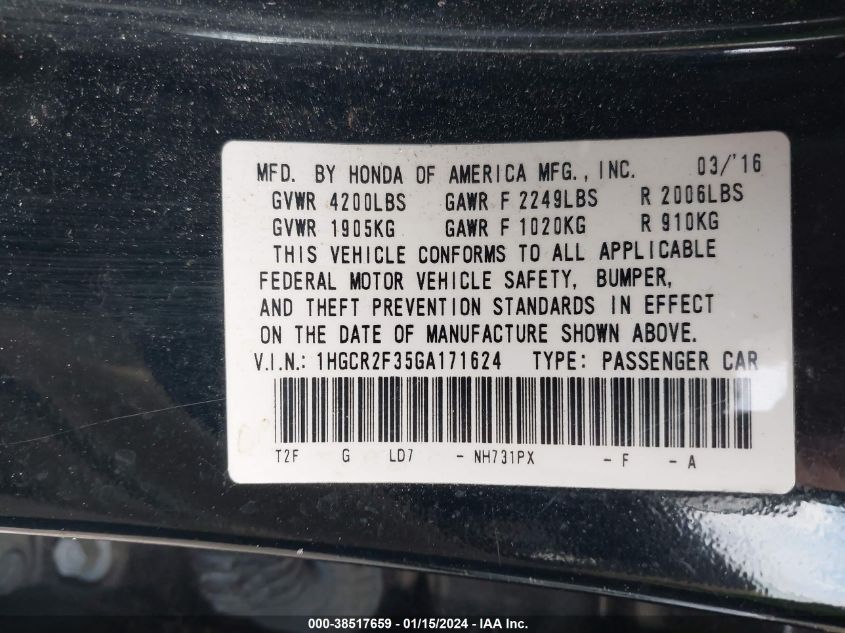 MFD. BY HONDA OF AMERICA MFG., INC. 03/'16
GVWR 4200LBS GAWR F 2249LBS R 2006LBS
GVWR 1905KG GAWR F 1020KG R 910KG
THIS VEHICLE CONFORMS TO ALL APPLICABLE
FEDERAL MOTOR VEHICLE SAFETY, BUMPER,
AND THEFT PREVENTION STANDARDS IN EFFECT
ON THE DATE OF MANUFACTURE SHOWN ABOVE.
V.I.N.: 1HGCR2F35GA171624 TYPE: PASSENGER CAR
T2F G LD7 - NH731PX - F - A
000-38517659 - 01/15/2024 - IAA Inc.